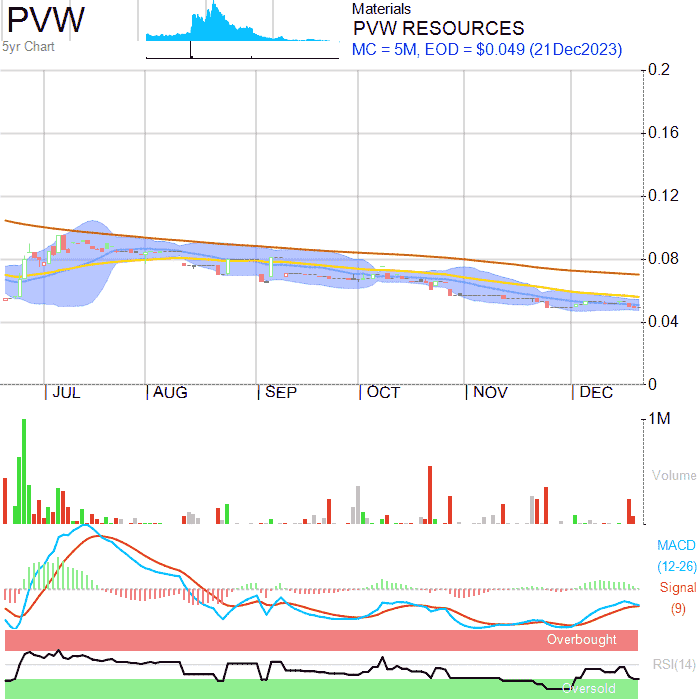 PVW
5yr Chart
Materials
PVW RESOURCES
MC = 5M, EOD = $0.049 (21Dec2023)
0.2
0.16
0.12
0.08
0.04
0
JUL AUG SEP OCT NOV DEC
1M
Volume
MACD
(12-26)
Signal
(9)
Overbought
RSI(14)
Oversold